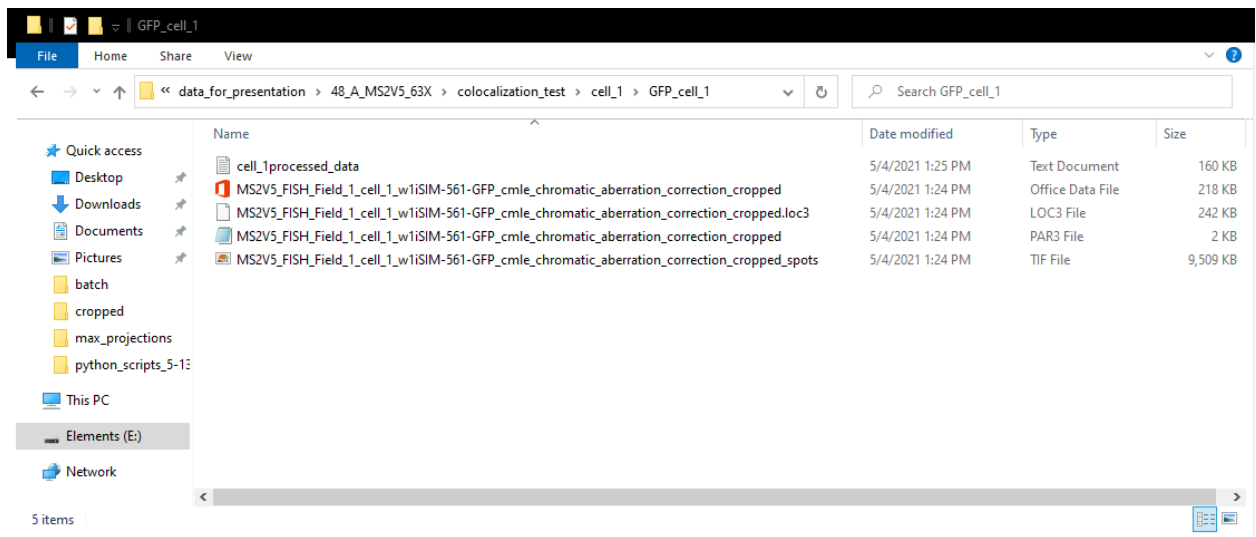 GFP_cell_1
File Home Share View
« data_for_presentation › 48_A_MS2V5_63X › colocalization_test › cell_1 › GFP_cell_1 Search GFP_cell_1
Name Date modified Type Size
Quick access
Desktop
Downloads
Documents
Pictures
batch
cropped
max_projections
python_scripts_5-13
This PC
Elements (E:)
Network
cell_1processed_data 5/4/2021 1:25 PM Text Document 160 KB
MS2V5_FISH_Field_1_cell_1_w1iSIM-561-GFP_cmle_chromatic_aberration_correction_cropped 5/4/2021 1:24 PM Office Data File 218 KB
MS2V5_FISH_Field_1_cell_1_w1iSIM-561-GFP_cmle_chromatic_aberration_correction_cropped.loc3 5/4/2021 1:24 PM LOC3 File 242 KB
MS2V5_FISH_Field_1_cell_1_w1iSIM-561-GFP_cmle_chromatic_aberration_correction_cropped 5/4/2021 1:24 PM PAR3 File 2 KB
MS2V5_FISH_Field_1_cell_1_w1iSIM-561-GFP_cmle_chromatic_aberration_correction_cropped_spots 5/4/2021 1:24 PM TIF File 9,509 KB
5 items